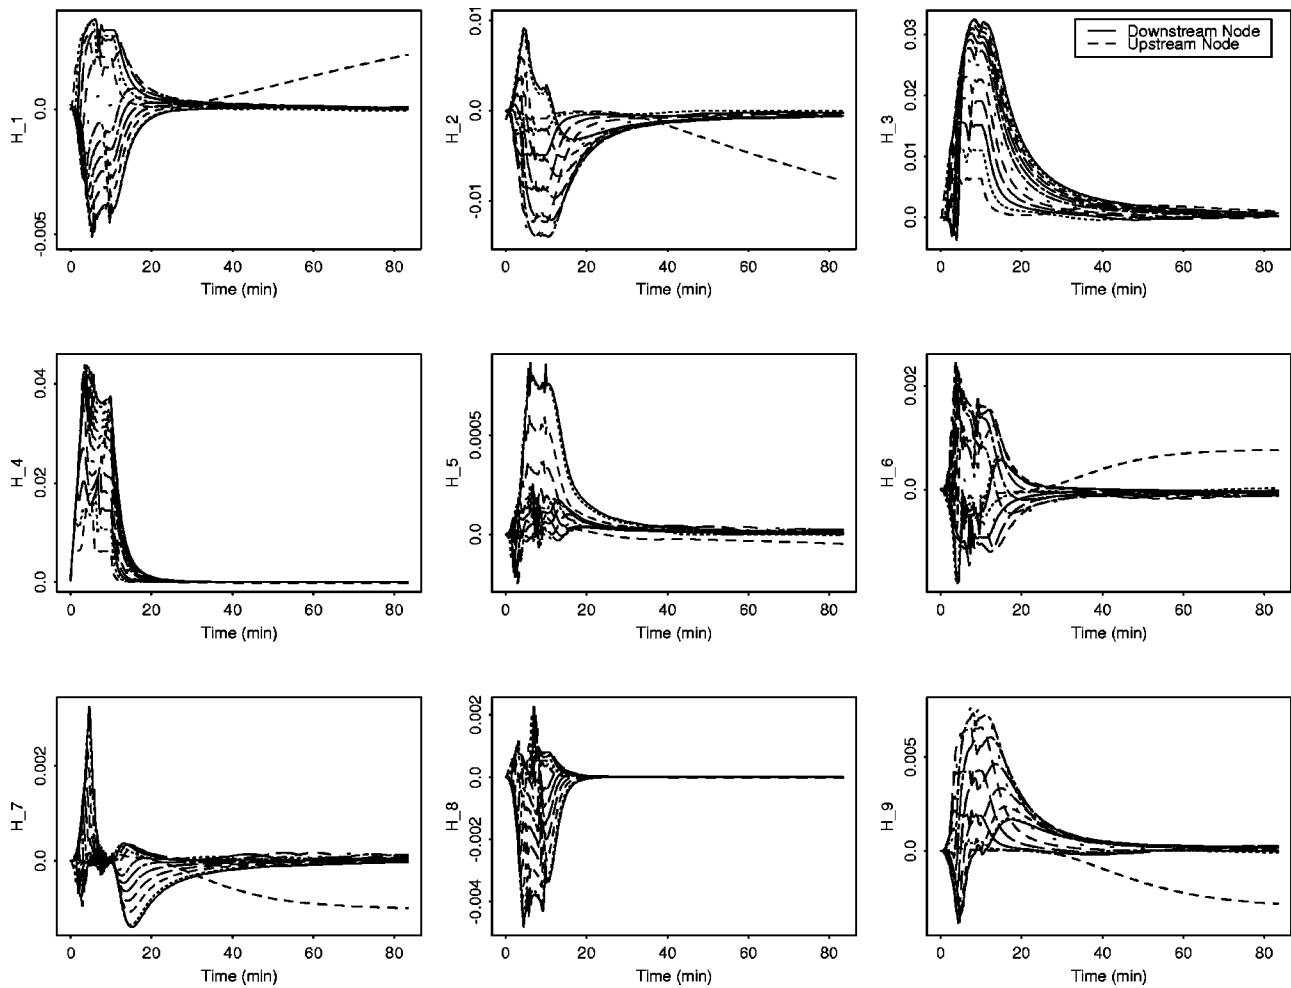 H_1
0.0
-0.005
0 20 40 60 80
Time (min)
H_2
0.01
0.0
-0.01
0 20 40 60 80
Time (min)
H_3
0.03
0.02
0.01
0.0
Downstream Node
Upstream Node
0 20 40 60 80
Time (min)
H_4
0.04
0.02
0.0
0 20 40 60 80
Time (min)
H_5
0.0005
0.0
0 20 40 60 80
Time (min)
H_6
0.002
0.0
0 20 40 60 80
Time (min)
H_7
0.002
0.0
0 20 40 60 80
Time (min)
H_8
0.002
0.0
-0.002
-0.004
0 20 40 60 80
Time (min)
H_9
0.005
0.0
0 20 40 60 80
Time (min)